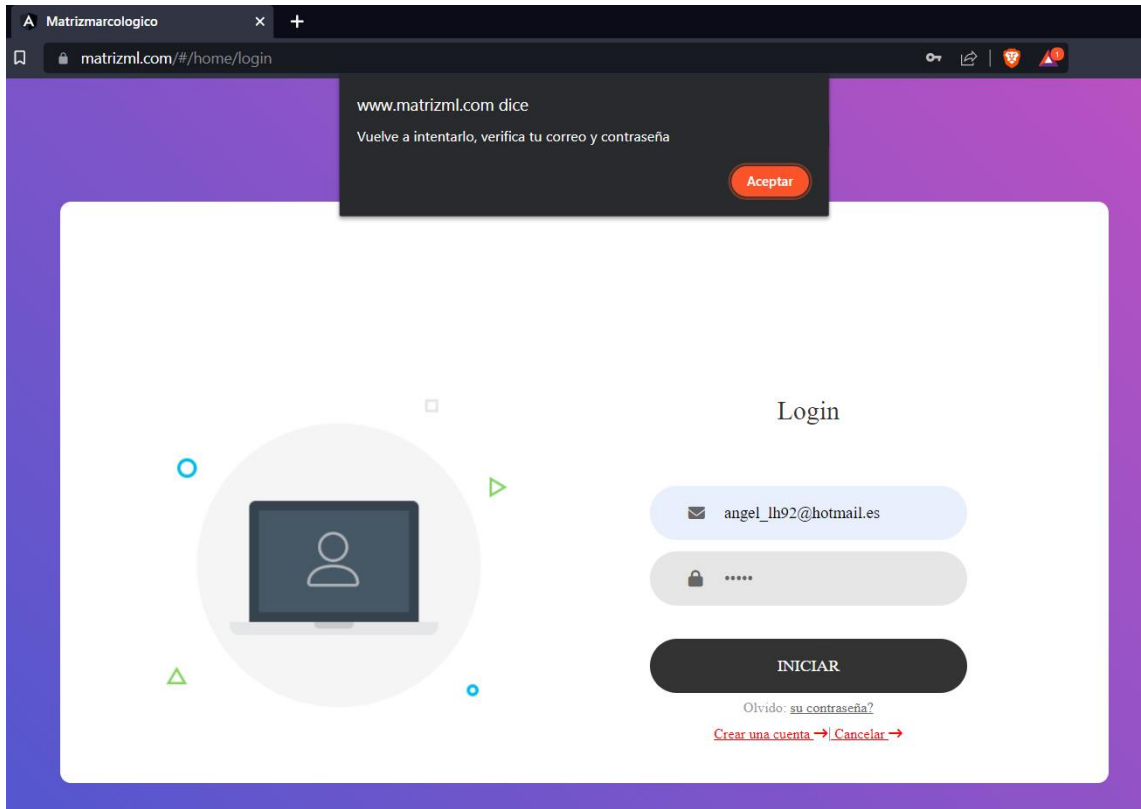 Matrizmarcologico
matrizml.com/#/home/login
1
www.matrizml.com dice
Vuelve a intentarlo, verifica tu correo y contraseña
Aceptar
Login
angel_lh92@hotmail.es
•••••
INICIAR
Olvido: su contraseña?
Crear una cuenta ➔| Cancelar ➔